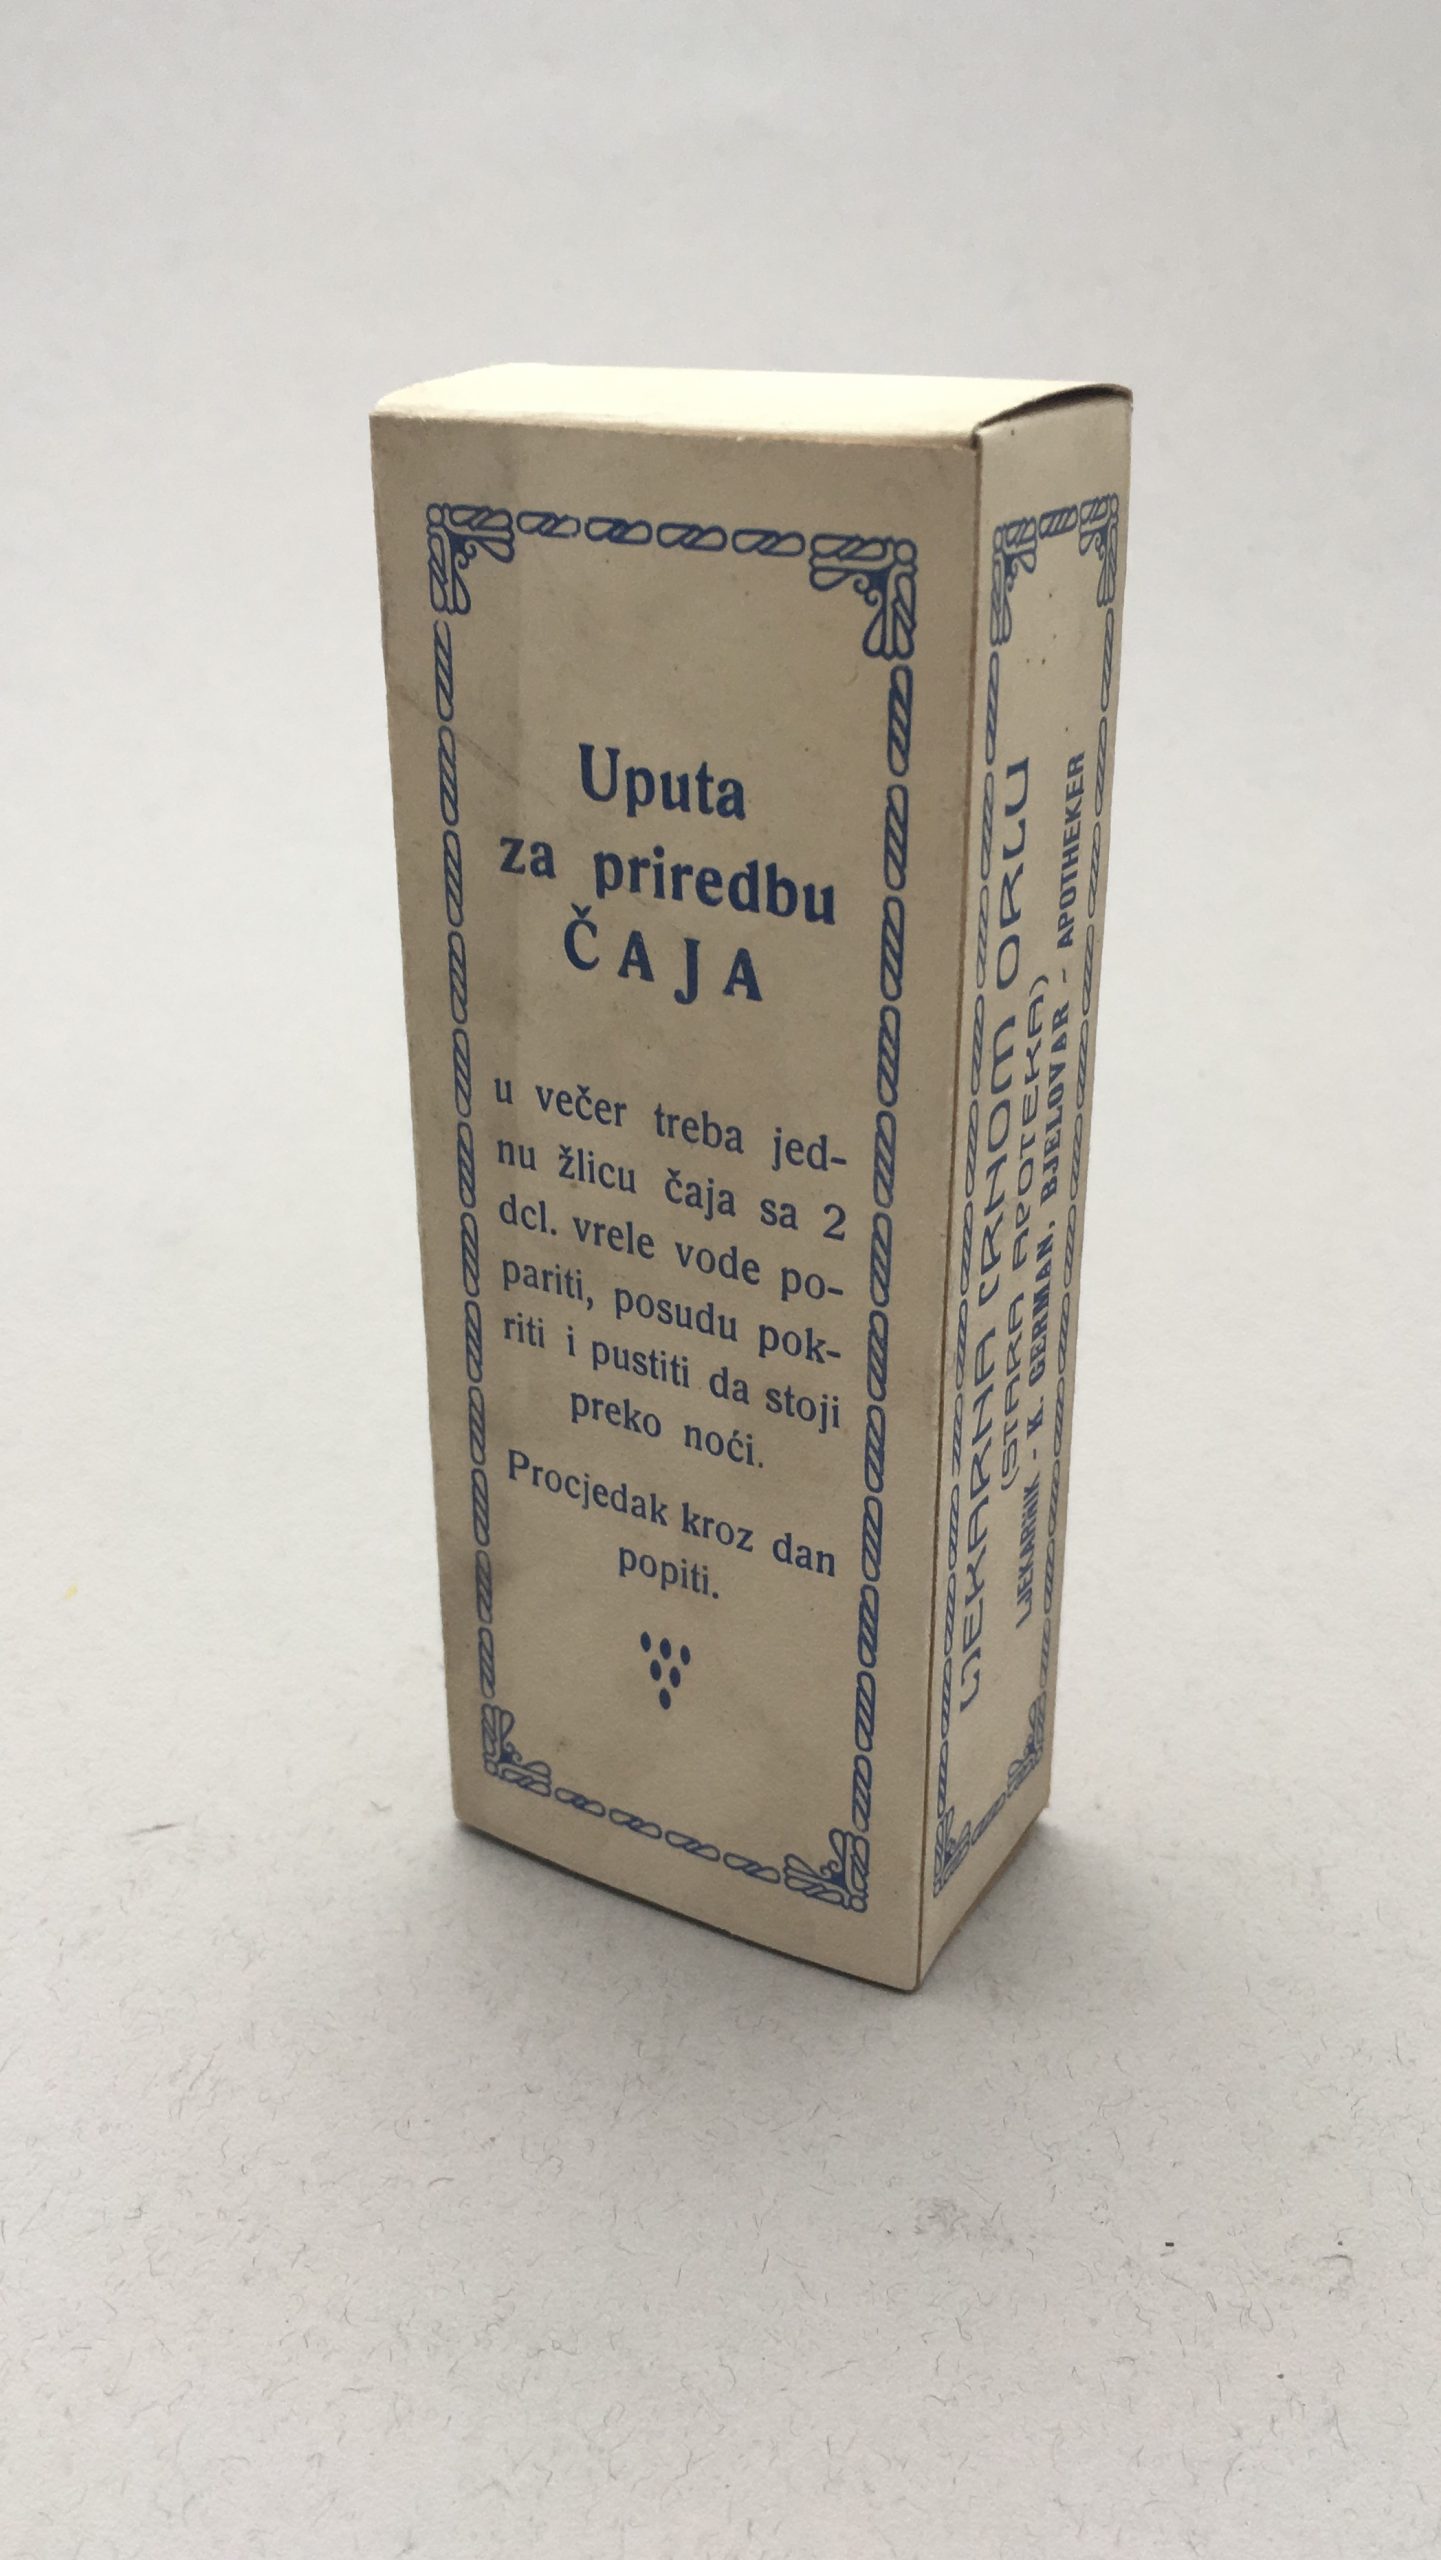 Uputa
za priredbu
ČAJA
u večer treba jed-
nu žlicu čaja sa 2
dcl. vrele vode po-
pariti, posudu pok-
riti i pustiti da stoji
preko noći.
Procjedak kroz dan
popiti.
LJEKARNA CRNOM ORLU
(STARA APOTEKA)
LJEKARNIK - K. GERMAN, BJELOVAR - APOTHEKER